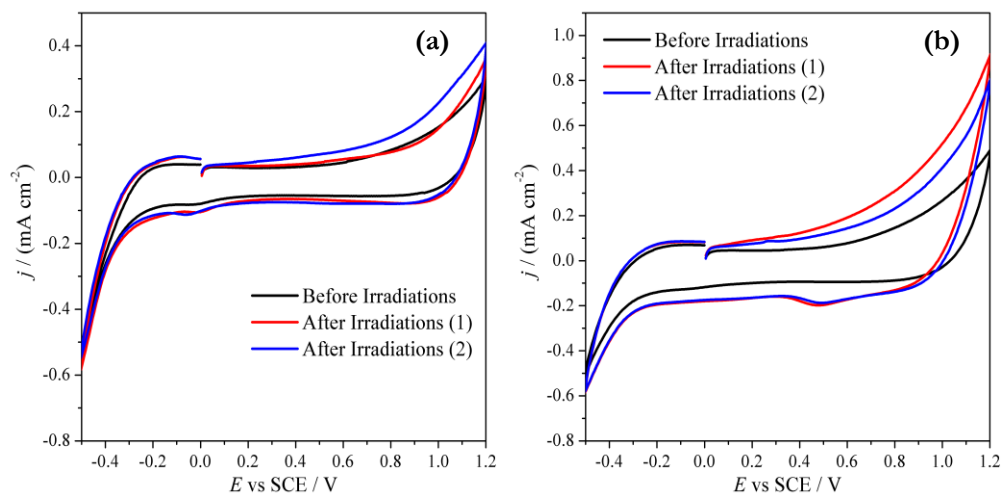 (a)
j / (mA cm-2)
0.4
0.2
0.0
-0.2
-0.4
-0.6
-0.8
Before Irradiations
After Irradiations (1)
After Irradiations (2)
-0.4 -0.2 0.0 0.2 0.4 0.6 0.8 1.0 1.2
E vs SCE / V
(b)
j / (mA cm-2)
1.0
0.8
0.6
0.4
0.2
0.0
-0.2
-0.4
-0.6
-0.8
Before Irradiations
After Irradiations (1)
After Irradiations (2)
-0.4 -0.2 0.0 0.2 0.4 0.6 0.8 1.0 1.2
E vs SCE / V